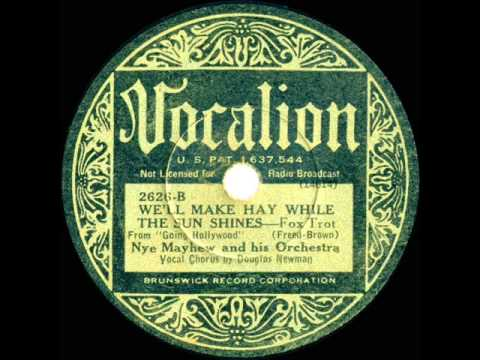 Vocalion
U. S. PAT. 1,637,544
Not Licensed for Radio Broadcast
(14614)
2626-B
WE'LL MAKE HAY WHILE
THE SUN SHINES—Fox Trot
From "Going Hollywood" (Freed-Brown)
Nye Mayhew and his Orchestra
Vocal Chorus by Douglas Newman
BRUNSWICK RECORD CORPORATION